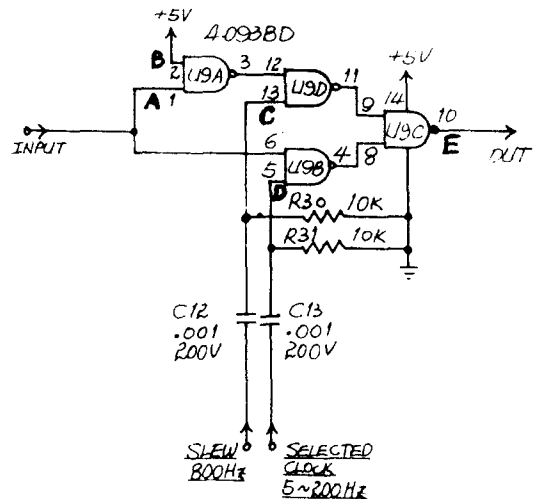 +5V
4093BD
B
2
U9A
3
12
U9D
11
+5V
A
1
13
C
9
14
U9C
10
E
INPUT
6
U9B
4
8
OUT
5
D
R30
10K
R31
10K
C12
.001
200V
C13
.001
200V
SLEW
800Hz
SELECTED
CLOCK
5~200Hz